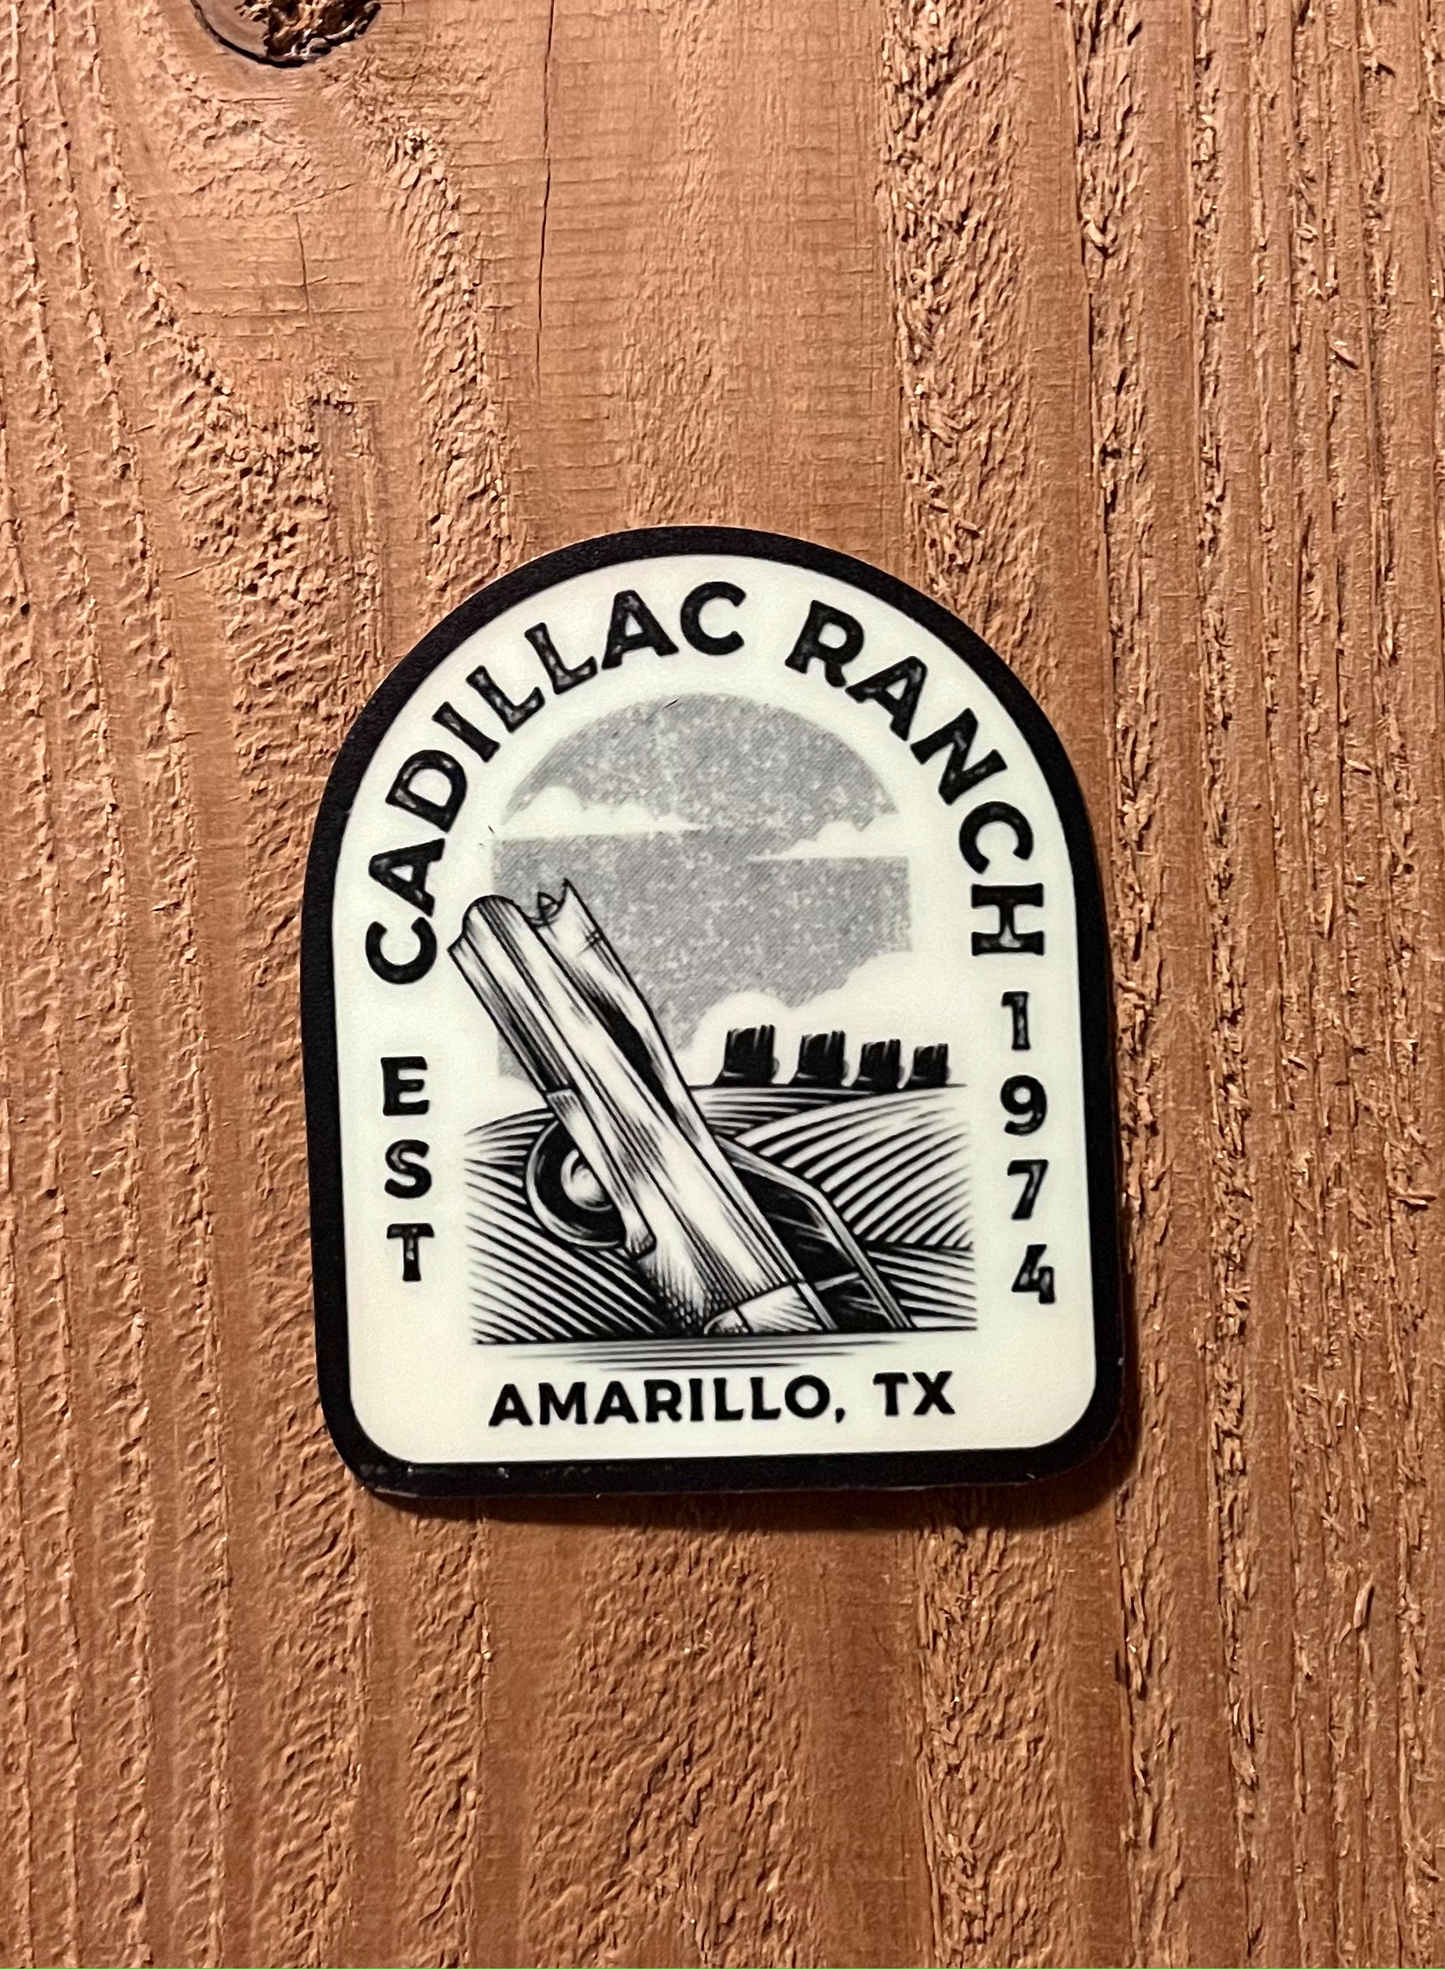 CADILLAC RANCH
EST 1974
AMARILLO, TX